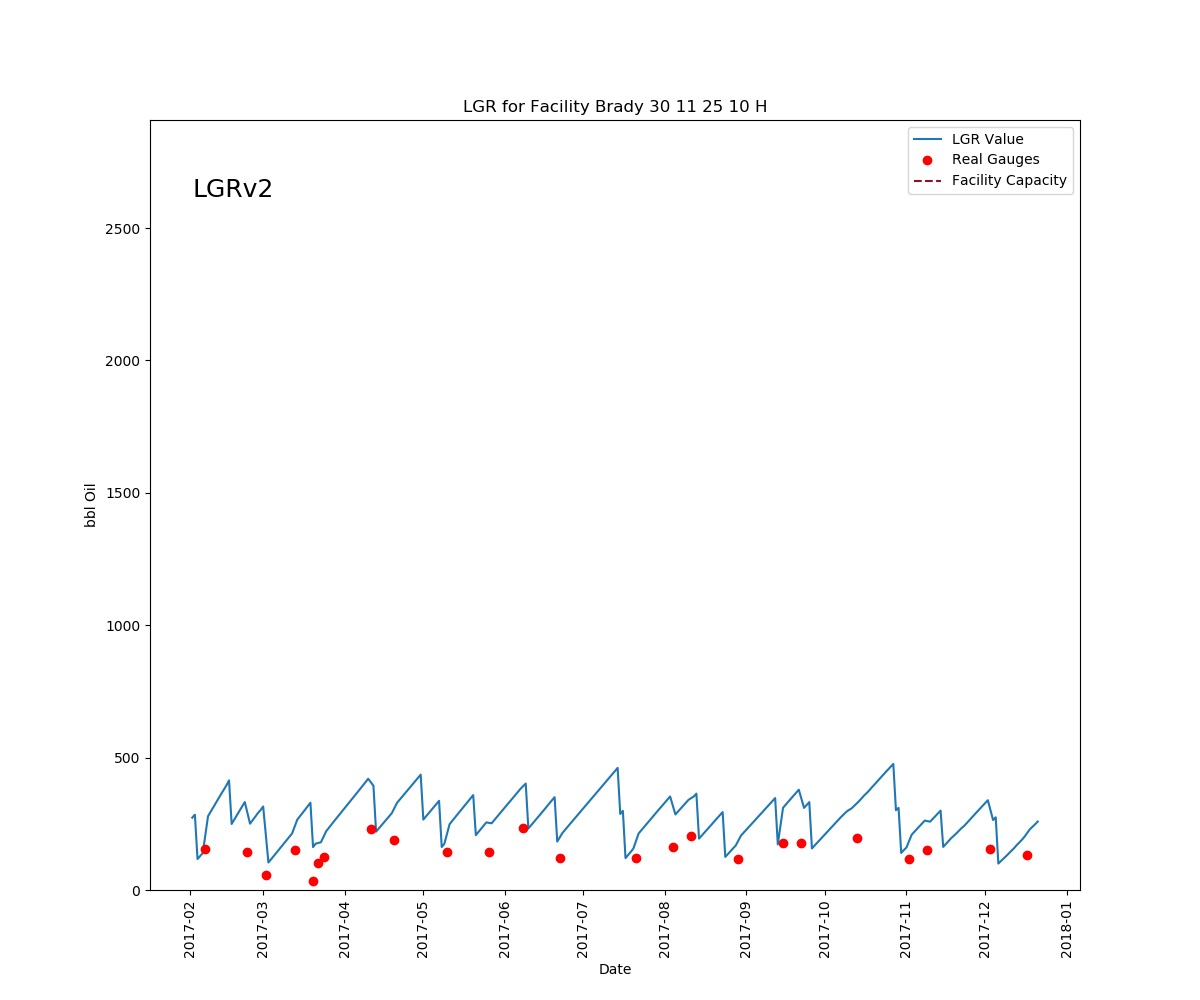 LGR for Facility Brady 30 11 25 10 H
LGRv2
LGR Value
Real Gauges
Facility Capacity
2500
2000
1500
1000
500
0
bbl Oil
2017-02
2017-03
2017-04
2017-05
2017-06
2017-07
2017-08
2017-09
2017-10
2017-11
2017-12
2018-01
Date